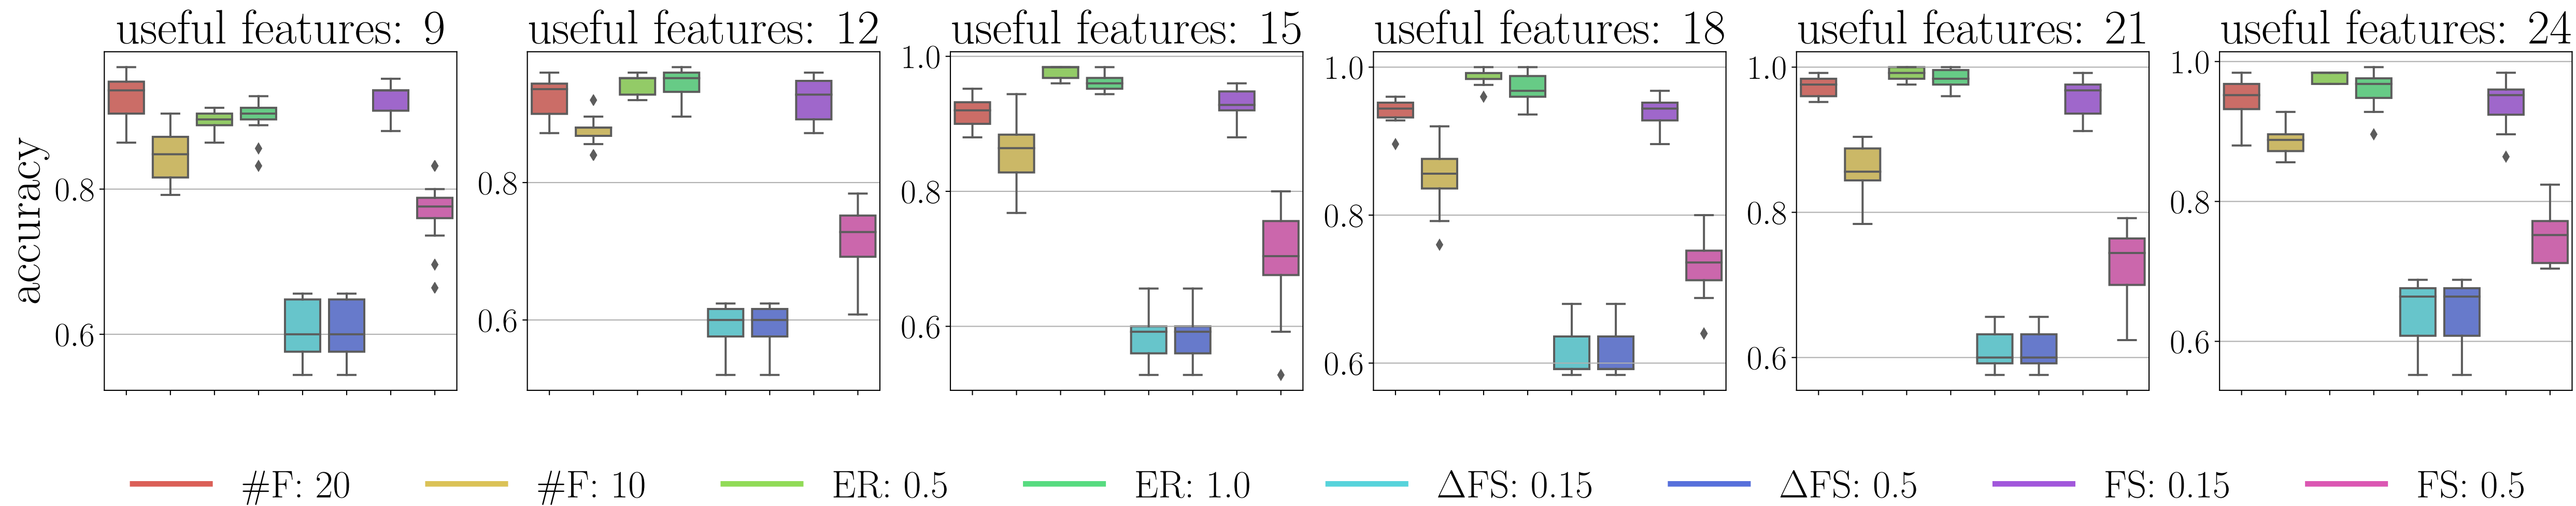 useful features: 9
useful features: 12
useful features: 15
useful features: 18
useful features: 21
useful features: 24
accuracy
0.8
0.6
0.8
0.6
1.0
0.8
0.6
1.0
0.8
0.6
1.0
0.8
0.6
1.0
0.8
0.6
#F: 20
#F: 10
ER: 0.5
ER: 1.0
ΔFS: 0.15
ΔFS: 0.5
FS: 0.15
FS: 0.5